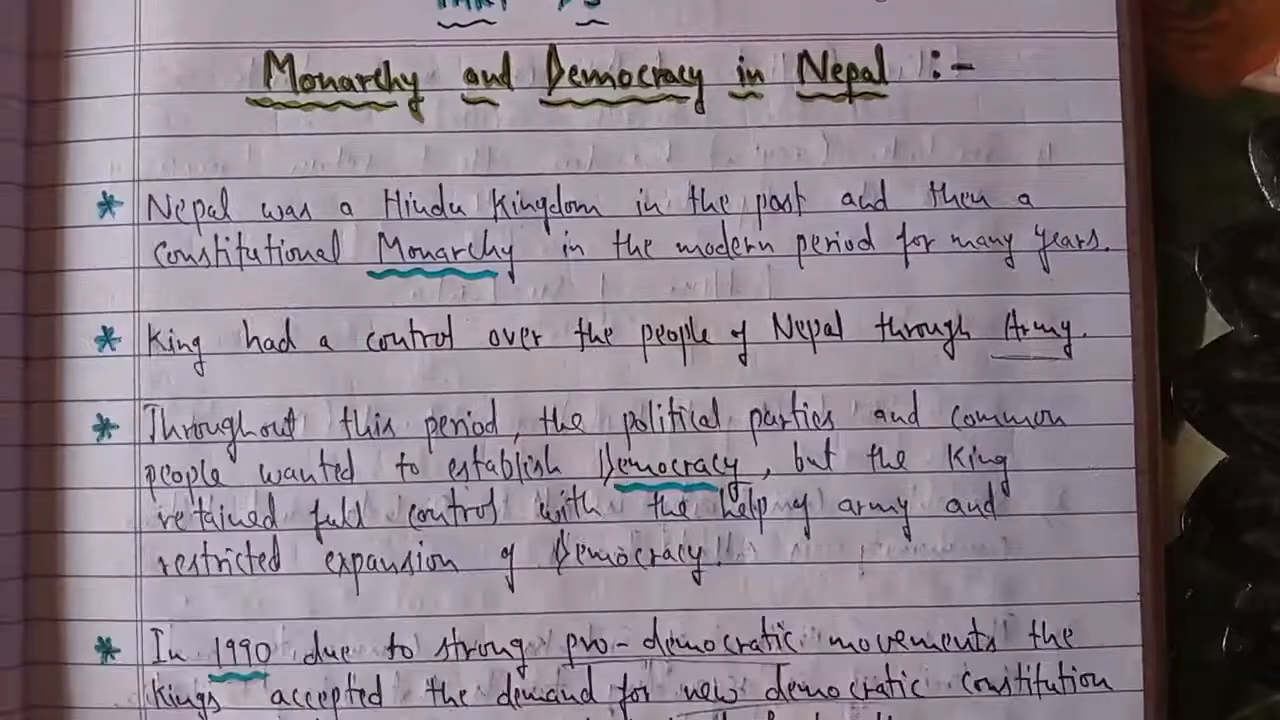 Monarchy and Democracy in Nepal :-
* Nepal was a Hindu Kingdom in the past and then a
Constitutional Monarchy in the modern period for many years.
* King had a control over the people of Nepal through Army.
* Throughout this period, the political parties and common
people wanted to establish Democracy, but the King
retained full control with the help of army and
restricted expansion of Democracy!
* In 1990 due to strong pro-democratic movements the
Kings accepted the demand for new democratic constitution